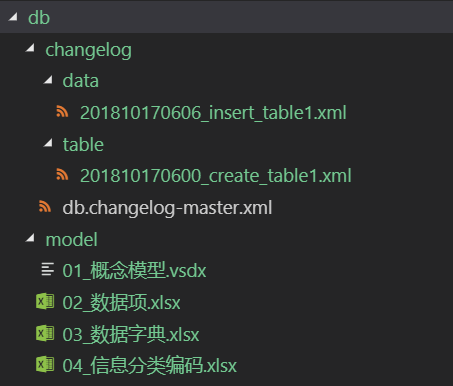 db
changelog
data
201810170606_insert_table1.xml
table
201810170600_create_table1.xml
db.changelog-master.xml
model
01_概念模型.vsdx
02_数据项.xlsx
03_数据字典.xlsx
04_信息分类编码.xlsx